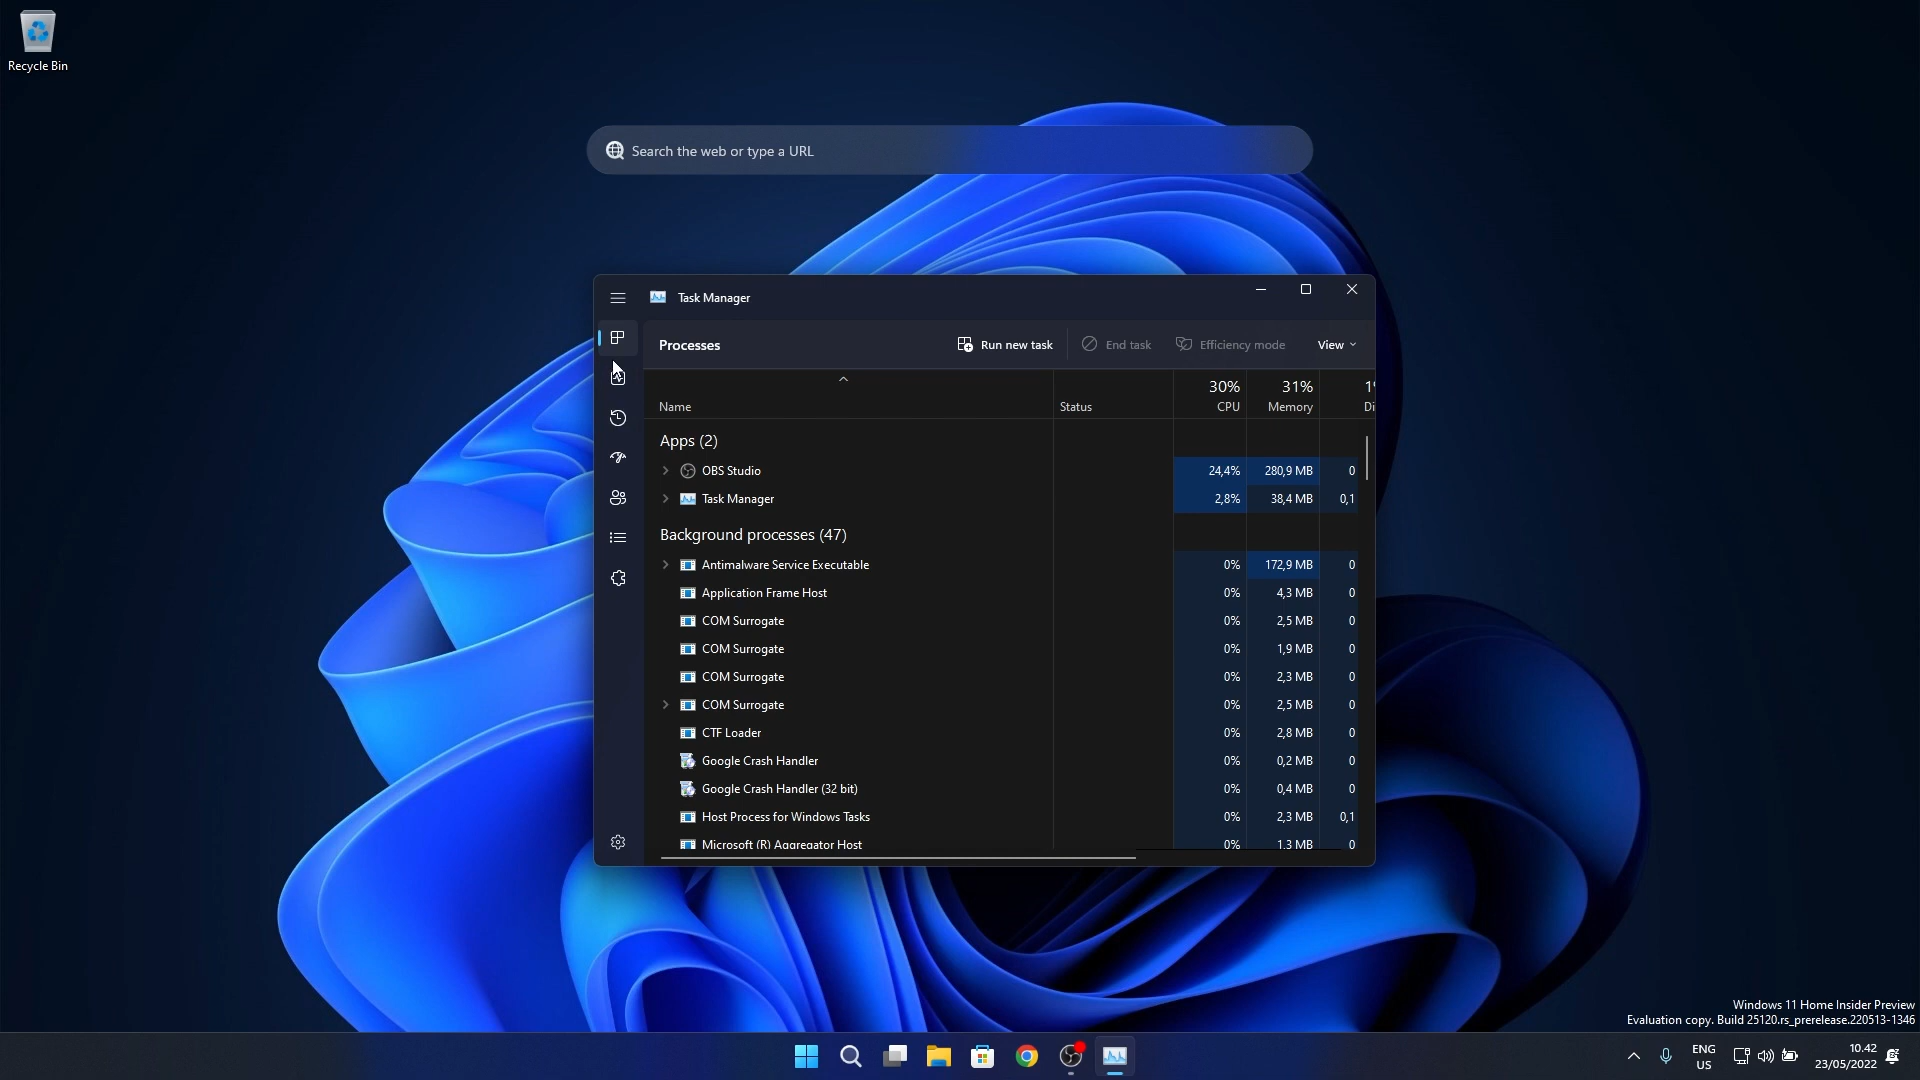 Recycle Bin
Search the web or type a URL
Task Manager
Processes
Run new task
End task
Efficiency mode
View
30%
31%
1%
Name
Status
CPU
Memory
Di
Apps (2)
OBS Studio 24,4% 280,9 MB 0
Task Manager 2,8% 38,4 MB 0,1
Background processes (47)
Antimalware Service Executable 0% 172,9 MB 0
Application Frame Host 0% 4,3 MB 0
COM Surrogate 0% 2,5 MB 0
COM Surrogate 0% 1,9 MB 0
COM Surrogate 0% 2,3 MB 0
COM Surrogate 0% 2,5 MB 0
CTF Loader 0% 2,8 MB 0
Google Crash Handler 0% 0,2 MB 0
Google Crash Handler (32 bit) 0% 0,4 MB 0
Host Process for Windows Tasks 0% 2,3 MB 0,1
Microsoft (R) Aggregator Host 0% 1,3 MB 0
Windows 11 Home Insider Preview
Evaluation copy. Build 25120.rs_prerelease.220513-1346
ENG
US
10.42
23/05/2022